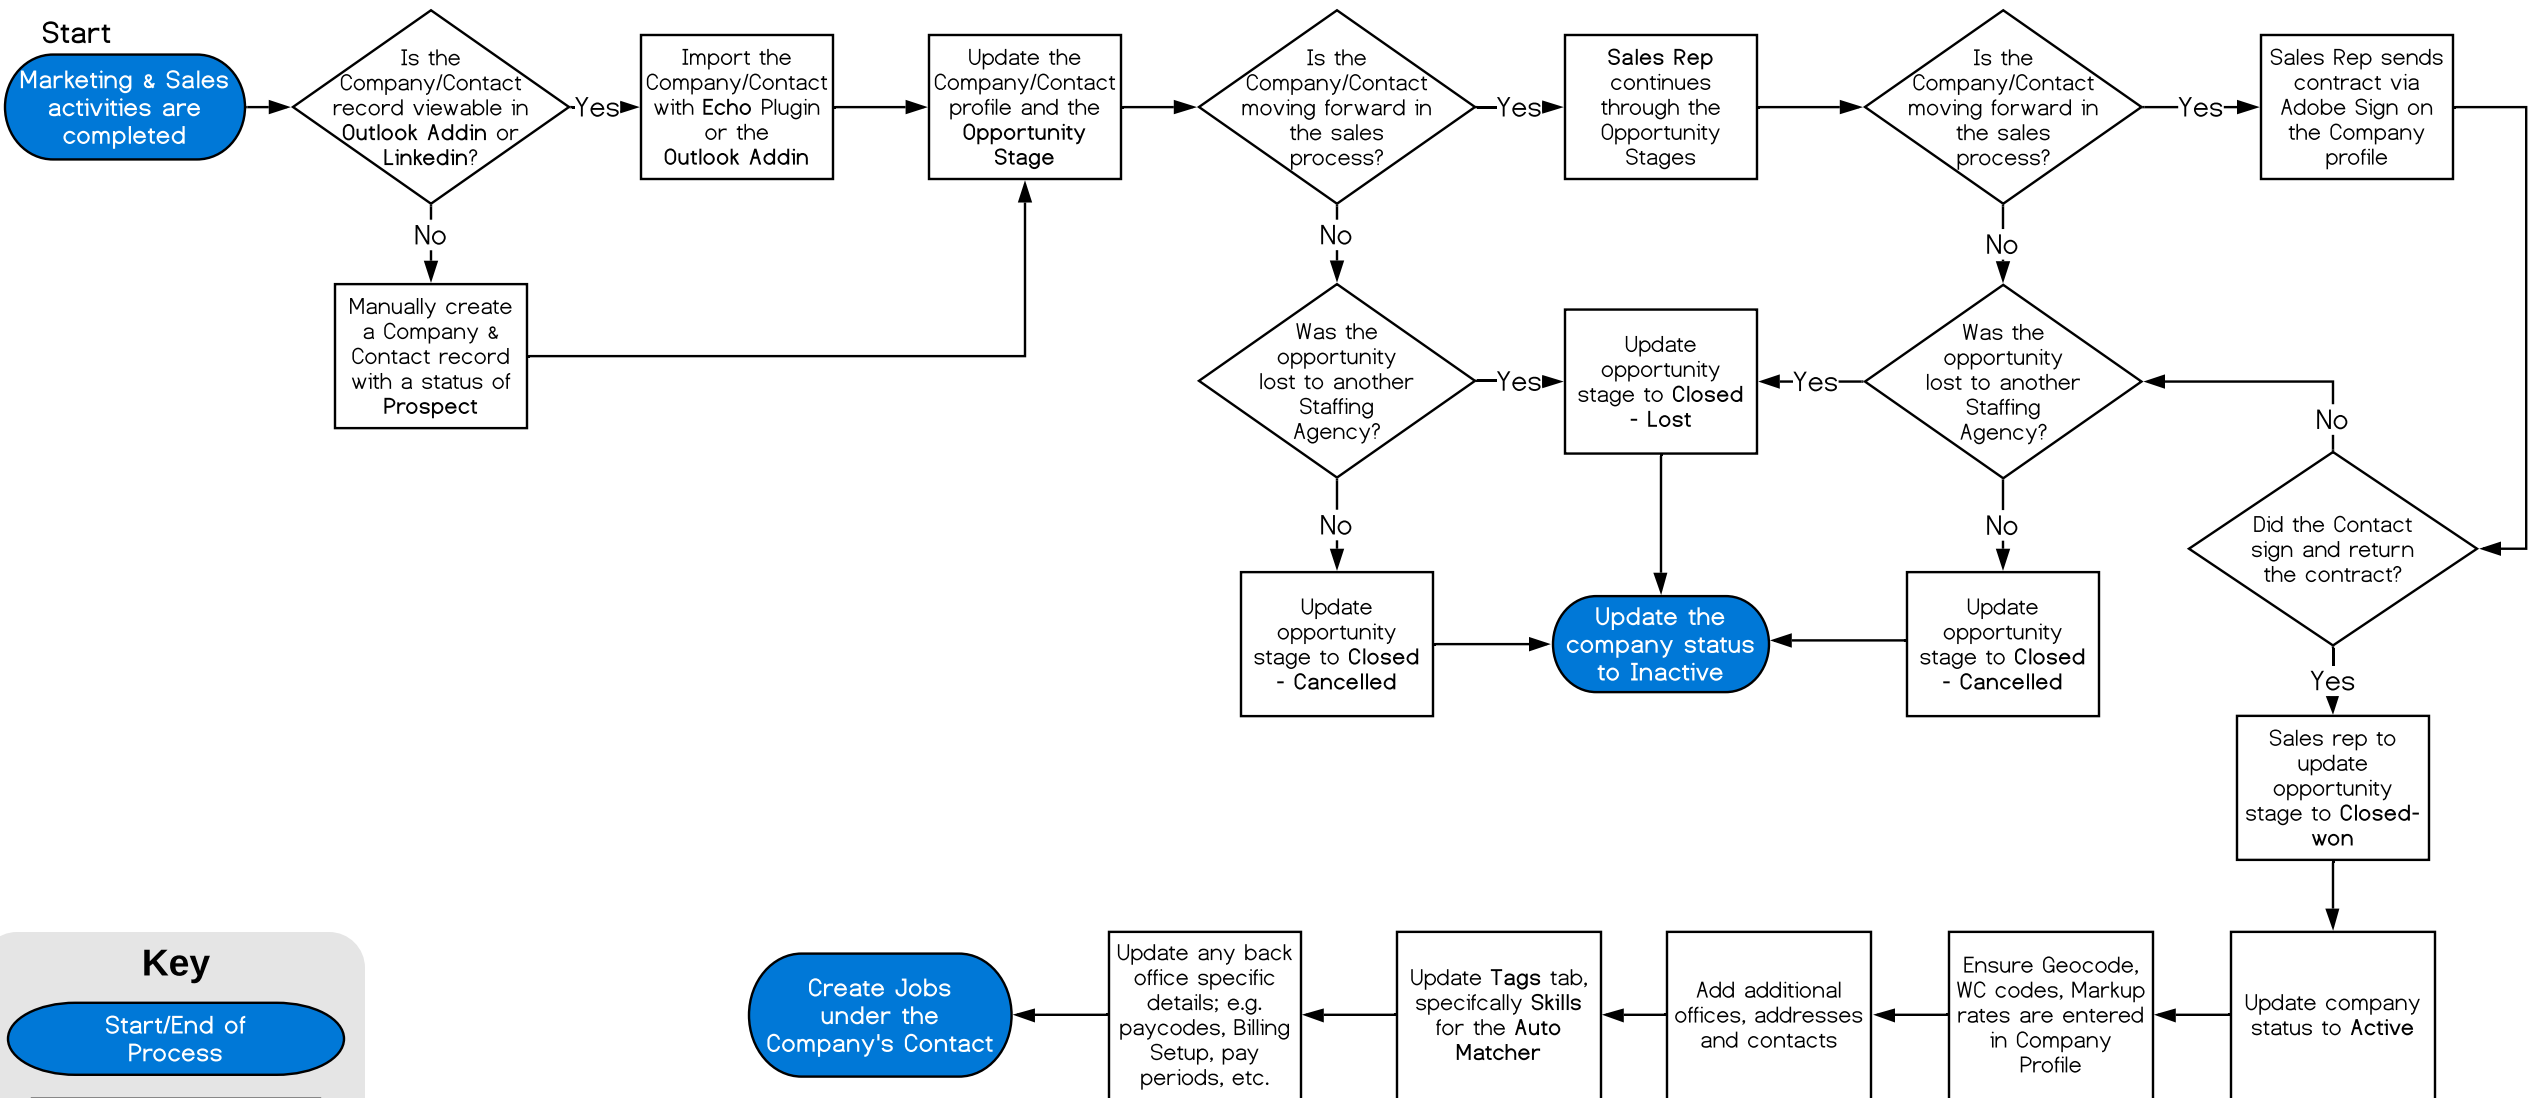 Start
Marketing & Sales
activities are
completed
Is the
Company/Contact
record viewable in
Outlook Addin or
Linkedin?
Yes
Import the
Company/Contact
with Echo Plugin
or the
Outlook Addin
Update the
Company/Contact
profile and the
Opportunity
Stage
Is the
Company/Contact
moving forward in
the sales
process?
Yes
Sales Rep
continues
through the
Opportunity
Stages
Is the
Company/Contact
moving forward in
the sales
process?
Yes
Sales Rep sends
contract via
Adobe Sign on
the Company
profile
No
No
No
Manually create
a Company &
Contact record
with a status of
Prospect
Was the
opportunity
lost to another
Staffing
Agency?
Yes
Update
opportunity
stage to Closed
- Lost
Yes
Was the
opportunity
lost to another
Staffing
Agency?
No
Did the Contact
sign and return
the contract?
No
No
Update
opportunity
stage to Closed
- Cancelled
Update the
company status
to Inactive
Update
opportunity
stage to Closed
- Cancelled
Yes
Sales rep to
update
opportunity
stage to Closed-
won
Key
Start/End of
Process
Create Jobs
under the
Company's Contact
Update any back
office specific
details; e.g.
paycodes, Billing
Setup, pay
periods, etc.
Update Tags tab,
specifcally Skills
for the Auto
Matcher
Add additional
offices, addresses
and contacts
Ensure Geocode,
WC codes, Markup
rates are entered
in Company
Profile
Update company
status to Active